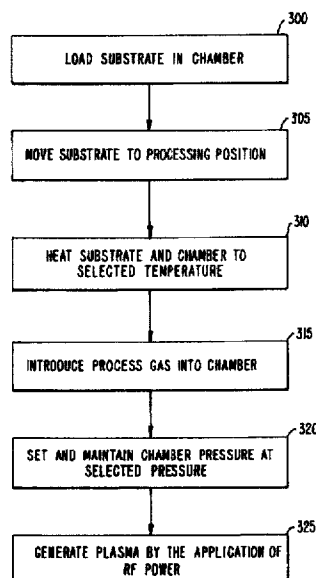 300
LOAD SUBSTRATE IN CHAMBER
305
MOVE SUBSTRATE TO PROCESSING POSITION
310
HEAT SUBSTRATE AND CHAMBER TO
SELECTED TEMPERATURE
315
INTRODUCE PROCESS GAS INTO CHAMBER
320
SET AND MAINTAIN CHAMBER PRESSURE AT
SELECTED PRESSURE
325
GENERATE PLASMA BY THE APPLICATION OF
RF POWER